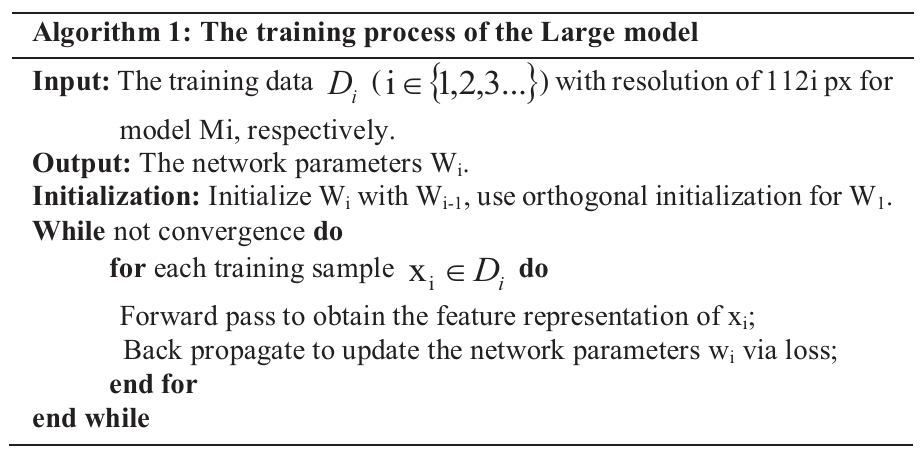 Algorithm 1: The training process of the Large model
Input: The training data D_i (i ∈ {1,2,3...}) with resolution of 112i px for
model Mi, respectively.
Output: The network parameters W_i.
Initialization: Initialize W_i with W_{i-1}, use orthogonal initialization for W_1.
While not convergence do
for each training sample x_i ∈ D_i do
Forward pass to obtain the feature representation of x_i;
Back propagate to update the network parameters w_i via loss;
end for
end while